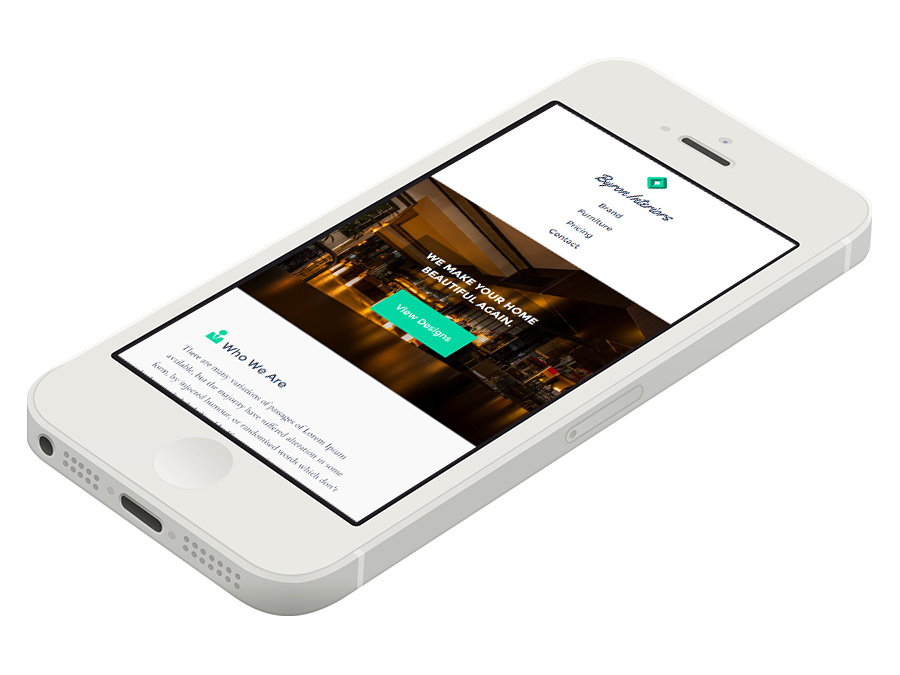 Byron Interiors
Brand
Furniture
Pricing
Contact
WE MAKE YOUR HOME
BEAUTIFUL AGAIN.
View Designs
Who We Are
There are many variations of passages of Lorem Ipsum
available, but the majority have suffered alteration in some
form, by injected humour, or randomised words which don't